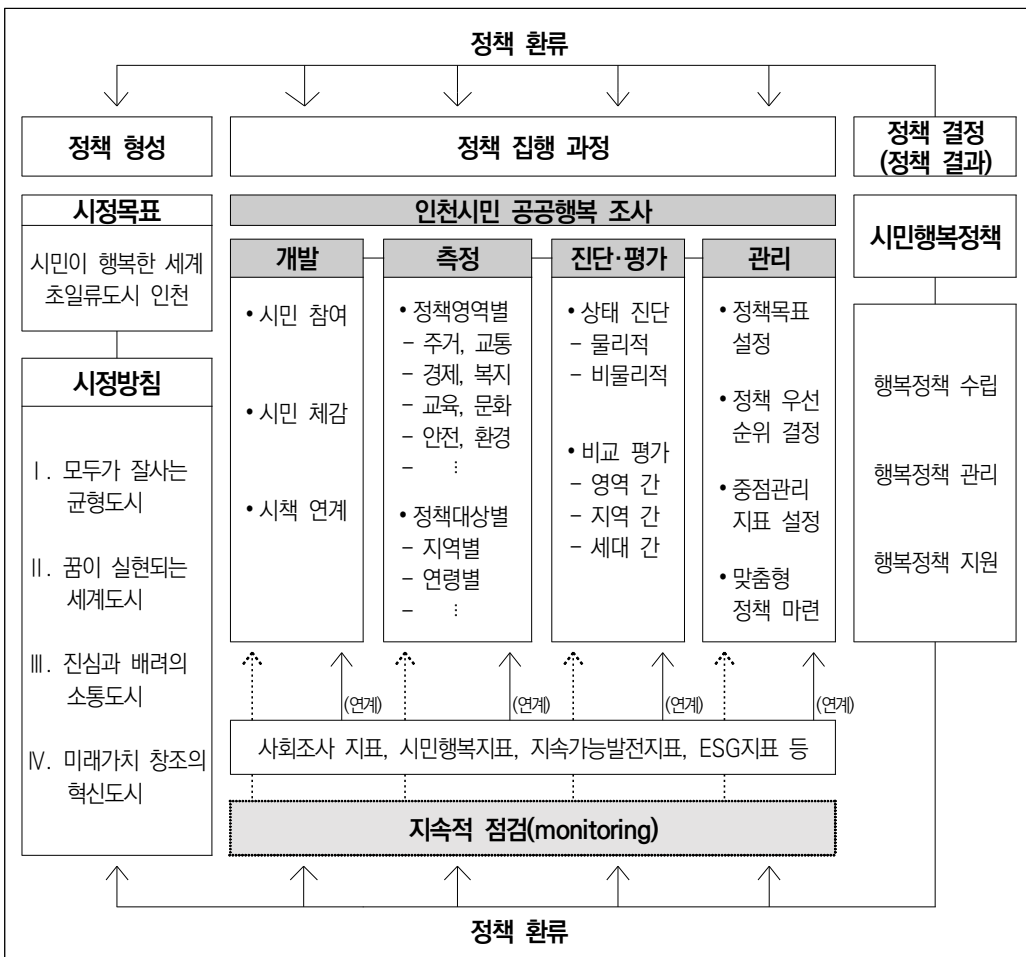 정책 환류
정책 형성
정책 집행 과정
정책 결정
(정책 결과)
시정목표
시민이 행복한 세계
초일류도시 인천
시정방침
Ⅰ. 모두가 잘사는
균형도시
Ⅱ. 꿈이 실현되는
세계도시
Ⅲ. 진심과 배려의
소통도시
Ⅳ. 미래가치 창조의
혁신도시
인천시민 공공행복 조사
개발
• 시민 참여
• 시민 체감
• 시책 연계
측정
• 정책영역별
- 주거, 교통
- 경제, 복지
- 교육, 문화
- 안전, 환경
- ⋮
• 정책대상별
- 지역별
- 연령별
- ⋮
진단·평가
• 상태 진단
- 물리적
- 비물리적
• 비교 평가
- 영역 간
- 지역 간
- 세대 간
관리
• 정책목표
설정
• 정책 우선
순위 결정
• 중점관리
지표 설정
• 맞춤형
정책 마련
시민행복정책
행복정책 수립
행복정책 관리
행복정책 지원
(연계)
(연계)
(연계)
(연계)
사회조사 지표, 시민행복지표, 지속가능발전지표, ESG지표 등
지속적 점검(monitoring)
정책 환류